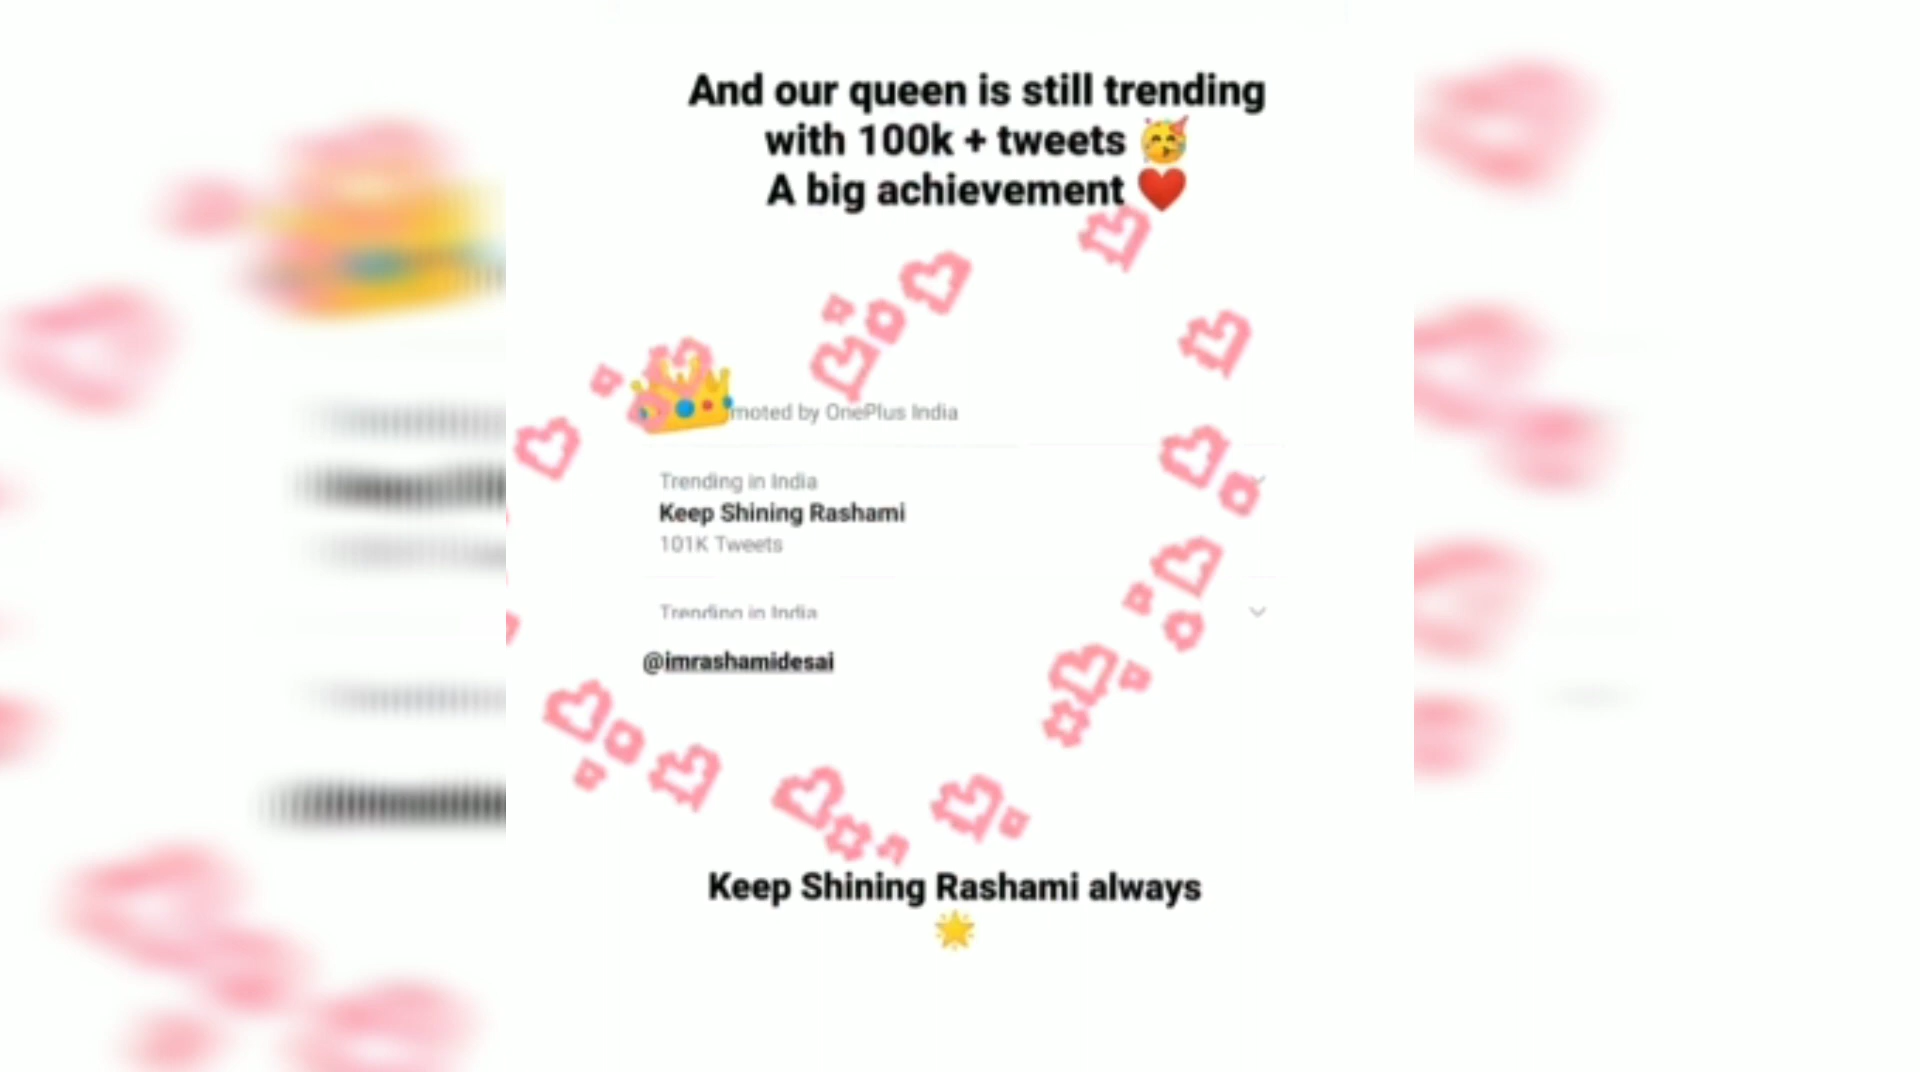 And our queen is still trending
with 100k + tweets 🥳
A big achievement ❤️
moted by OnePlus India
Trending in India
Keep Shining Rashami
101K Tweets
Trending in India
@imrashamidesai
Keep Shining Rashami always
🌟